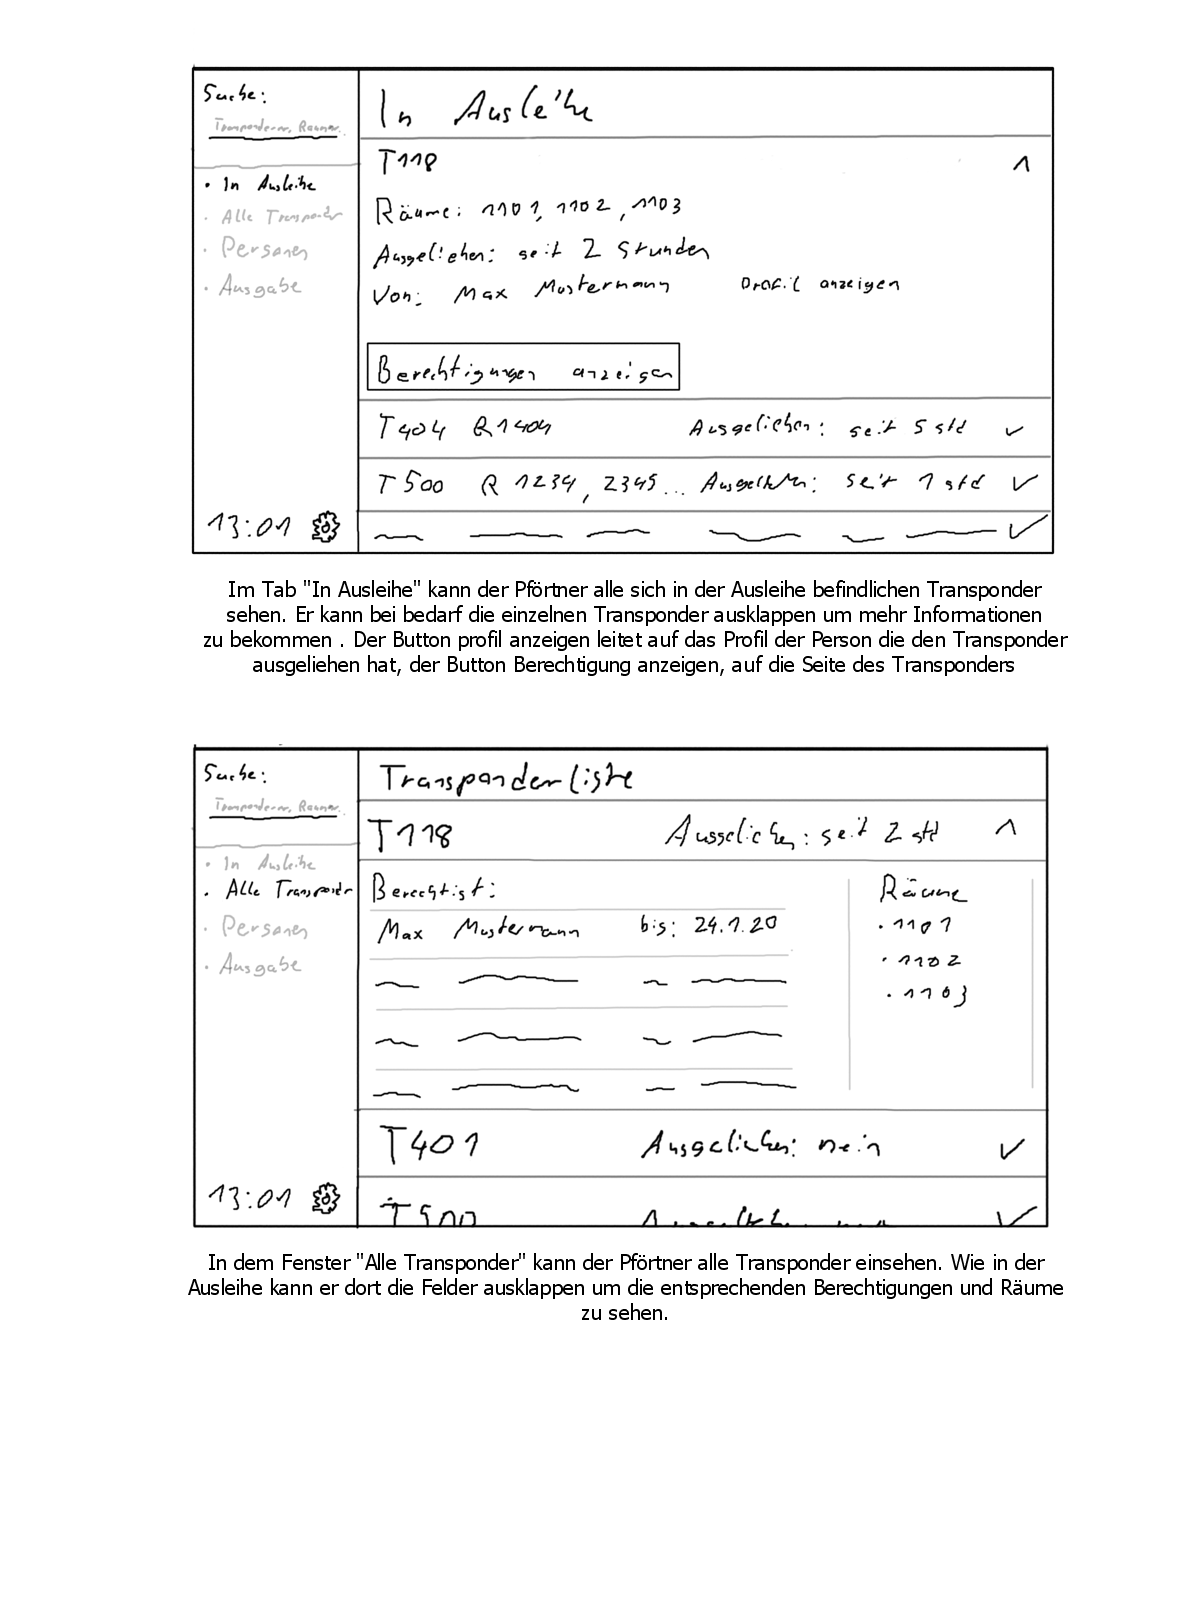 Suche:
Transpondernr, Raumnr.
• In Ausleihe
• Alle Transponder
• Personen
• Ausgabe
13:01
In Ausleihe
T118
Räume: 1101, 1102, 1103
Ausgeliehen: seit 2 Stunden
Von: Max Mustermann Profil anzeigen
Berechtigungen anzeigen
T404 R1404 Ausgeliehen: seit 5 std
T500 R 1234, 2345... Ausgeliehen: seit 1 std
Im Tab "In Ausleihe" kann der Pförtner alle sich in der Ausleihe befindlichen Transponder
sehen. Er kann bei bedarf die einzelnen Transponder ausklappen um mehr Informationen
zu bekommen . Der Button profil anzeigen leitet auf das Profil der Person die den Transponder
ausgeliehen hat, der Button Berechtigung anzeigen, auf die Seite des Transponders
Suche:
Transpondernr, Raumnr.
• In Ausleihe
• Alle Transponder
• Personen
• Ausgabe
13:01
Transponderliste
T118 Ausgeliehen: seit 2 std
Berechtigt:
Max Mustermann bis: 24.1.20
Räume
• 1101
• 1102
• 1103
T401 Ausgeliehen: nein
T500
In dem Fenster "Alle Transponder" kann der Pförtner alle Transponder einsehen. Wie in der
Ausleihe kann er dort die Felder ausklappen um die entsprechenden Berechtigungen und Räume
zu sehen.